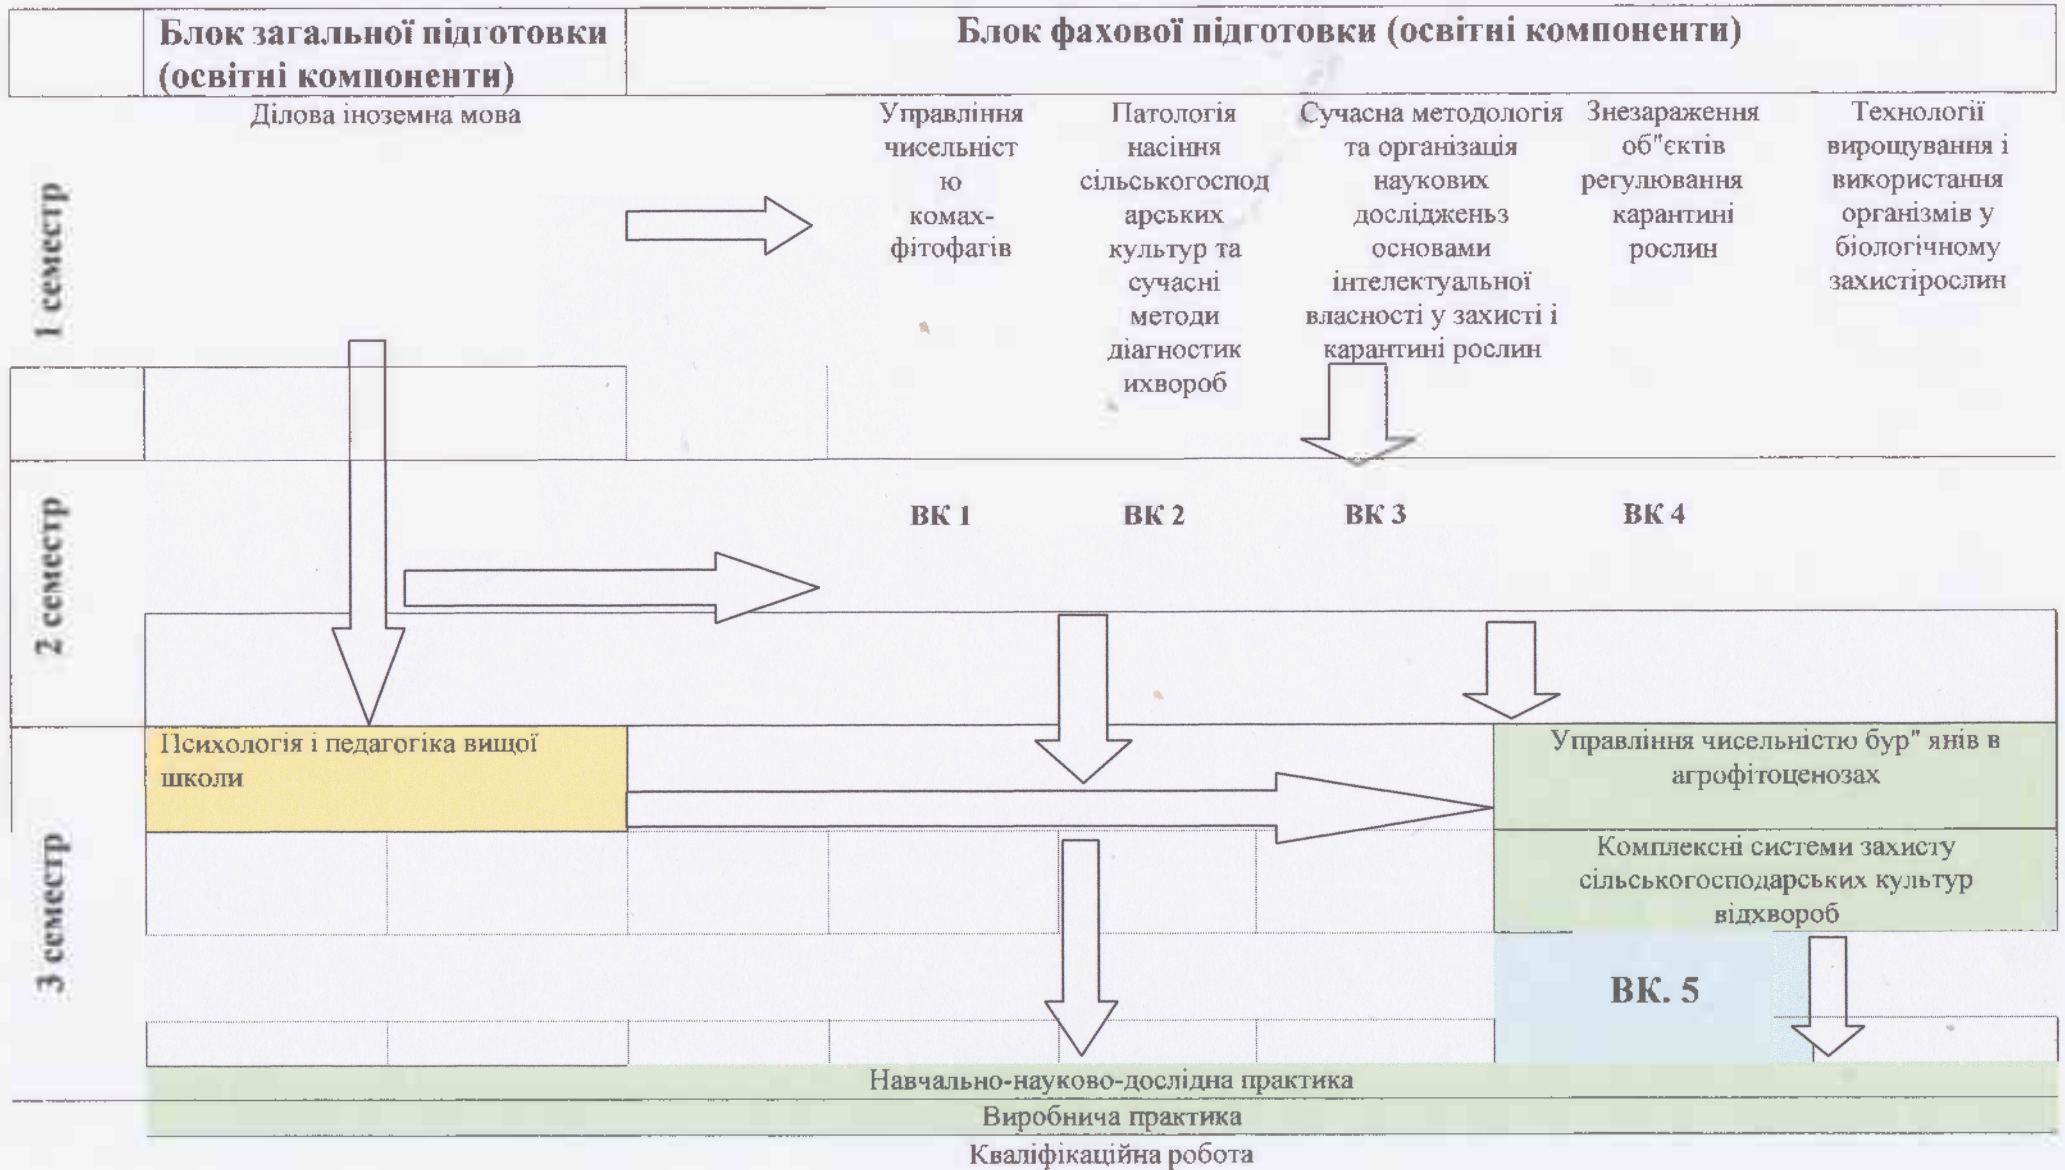 Блок загальної підготовки
(освітні компоненти)
Блок фахової підготовки (освітні компоненти)
1 семестр
Ділова іноземна мова
Управління
чисельніст
ю
комах-
фітофагів
Патологія
насіння
сільськогоспод
арських
культур та
сучасні
методи
діагностик
ихвороб
Сучасна методологія
та організація
наукових
дослідженьз
основами
інтелектуальної
власності у захисті і
карантині рослин
Знезараження
об"єктів
регулювання
карантині
рослин
Технології
вирощування і
використання
організмів у
біологічному
захистірослин
2 семестр
ВК 1
ВК 2
ВК 3
ВК 4
3 семестр
Психологія і педагогіка вищої
школи
Управління чисельністю бур" янів в
агрофітоценозах
Комплексні системи захисту
сільськогосподарських культур
відхвороб
ВК. 5
Навчально-науково-дослідна практика
Виробнича практика
Кваліфікаційна робота